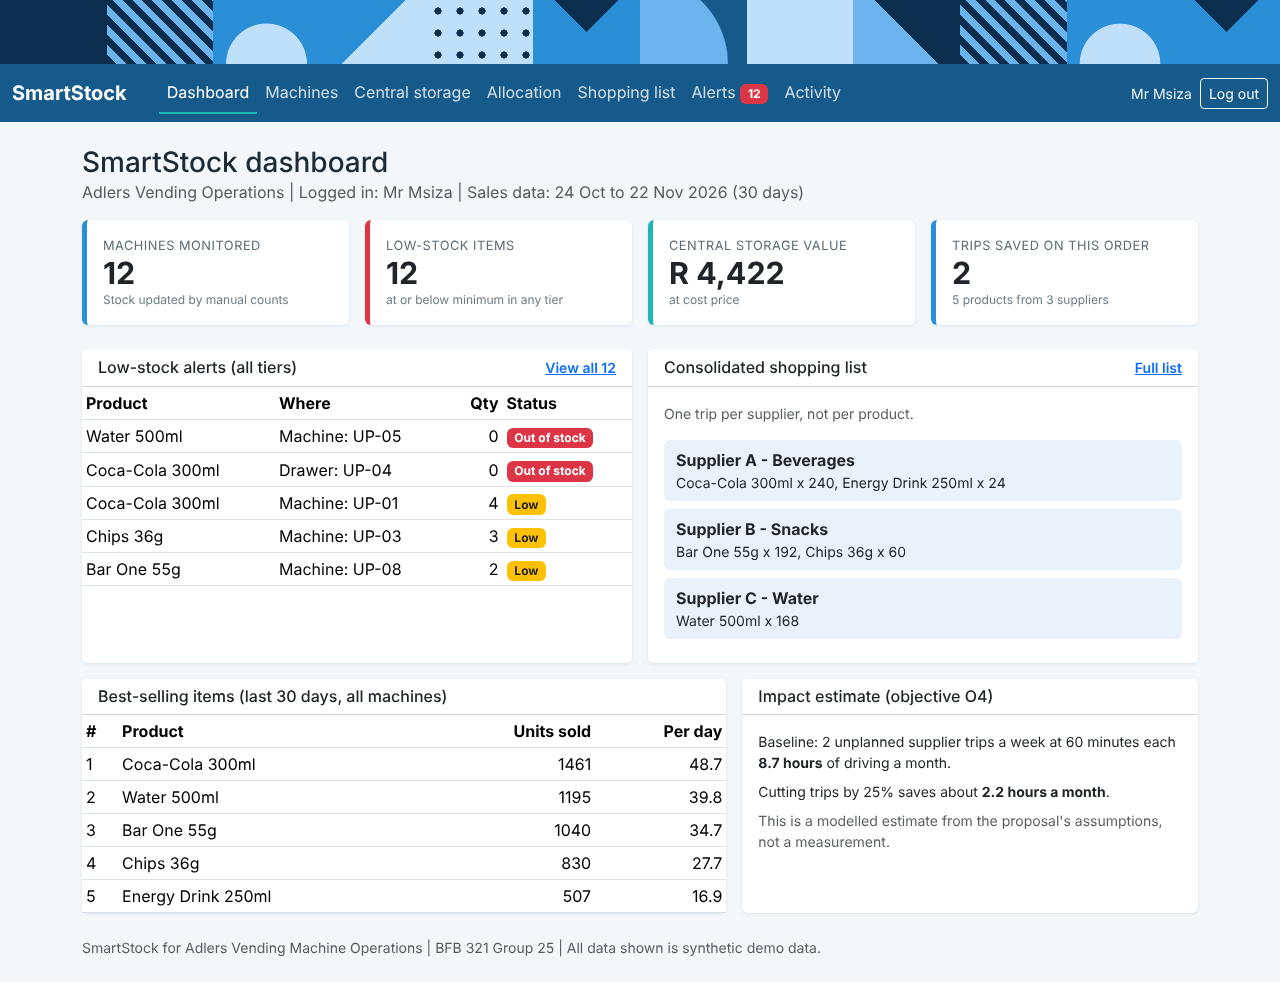 SmartStock
Dashboard Machines Central storage Allocation Shopping list Alerts 12 Activity
Mr Msiza Log out
SmartStock dashboard
Adlers Vending Operations | Logged in: Mr Msiza | Sales data: 24 Oct to 22 Nov 2026 (30 days)
MACHINES MONITORED
12
Stock updated by manual counts
LOW-STOCK ITEMS
12
at or below minimum in any tier
CENTRAL STORAGE VALUE
R 4,422
at cost price
TRIPS SAVED ON THIS ORDER
2
5 products from 3 suppliers
Low-stock alerts (all tiers) View all 12
Product Where Qty Status
Water 500ml Machine: UP-05 0 Out of stock
Coca-Cola 300ml Drawer: UP-04 0 Out of stock
Coca-Cola 300ml Machine: UP-01 4 Low
Chips 36g Machine: UP-03 3 Low
Bar One 55g Machine: UP-08 2 Low
Consolidated shopping list Full list
One trip per supplier, not per product.
Supplier A - Beverages
Coca-Cola 300ml x 240, Energy Drink 250ml x 24
Supplier B - Snacks
Bar One 55g x 192, Chips 36g x 60
Supplier C - Water
Water 500ml x 168
Best-selling items (last 30 days, all machines)
# Product Units sold Per day
1 Coca-Cola 300ml 1461 48.7
2 Water 500ml 1195 39.8
3 Bar One 55g 1040 34.7
4 Chips 36g 830 27.7
5 Energy Drink 250ml 507 16.9
Impact estimate (objective O4)
Baseline: 2 unplanned supplier trips a week at 60 minutes each
8.7 hours of driving a month.
Cutting trips by 25% saves about 2.2 hours a month.
This is a modelled estimate from the proposal's assumptions,
not a measurement.
SmartStock for Adlers Vending Machine Operations | BFB 321 Group 25 | All data shown is synthetic demo data.